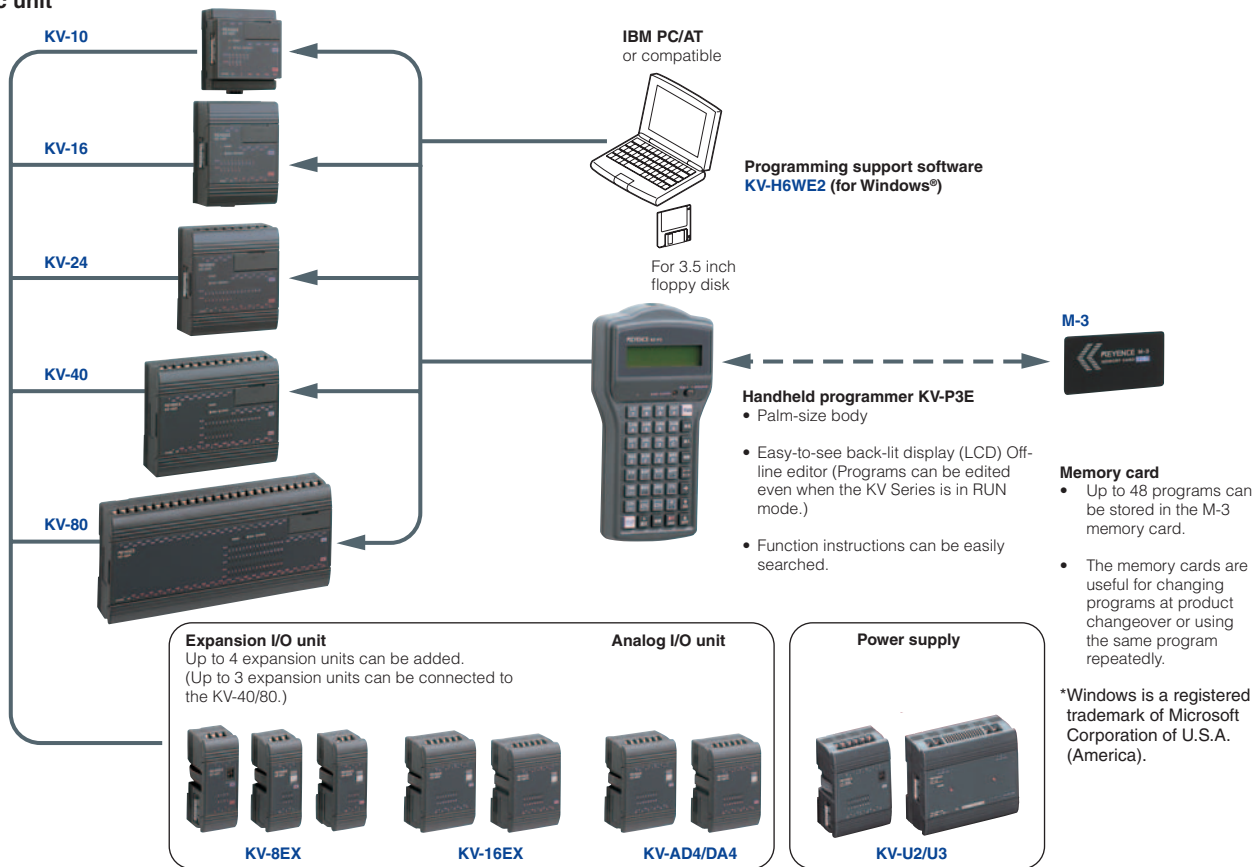 c unit
KV-10
KV-16
KV-24
KV-40
KV-80
IBM PC/AT
or compatible
Programming support software
KV-H6WE2 (for Windows®)
For 3.5 inch
floppy disk
M-3
KEYENCE M-3
MEMORY CARD
Handheld programmer KV-P3E
• Palm-size body
• Easy-to-see back-lit display (LCD) Off-
line editor (Programs can be edited
even when the KV Series is in RUN
mode.)
• Function instructions can be easily
searched.
Memory card
• Up to 48 programs can
be stored in the M-3
memory card.
• The memory cards are
useful for changing
programs at product
changeover or using
the same program
repeatedly.
*Windows is a registered
trademark of Microsoft
Corporation of U.S.A.
(America).
Expansion I/O unit
Up to 4 expansion units can be added.
(Up to 3 expansion units can be connected to
the KV-40/80.)
Analog I/O unit
KV-8EX
KV-16EX
KV-AD4/DA4
Power supply
KV-U2/U3